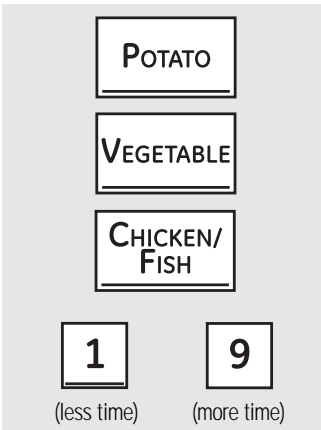 POTATO
VEGETABLE
CHICKEN/
FISH
1 9
(less time) (more time)